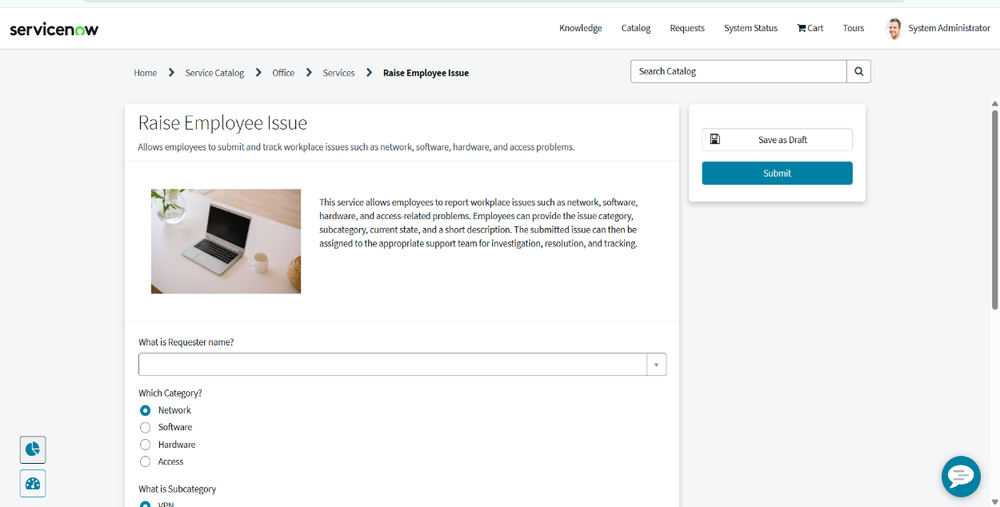 servicenow
Knowledge Catalog Requests System Status Cart Tours System Administrator
Home Service Catalog Office Services Raise Employee Issue
Search Catalog
Raise Employee Issue
Allows employees to submit and track workplace issues such as network, software, hardware, and access problems.
Save as Draft
Submit
This service allows employees to report workplace issues such as network, software,
hardware, and access-related problems. Employees can provide the issue category,
subcategory, current state, and a short description. The submitted issue can then be
assigned to the appropriate support team for investigation, resolution, and tracking.
What is Requester name?
Which Category?
Network
Software
Hardware
Access
What is Subcategory
VPN